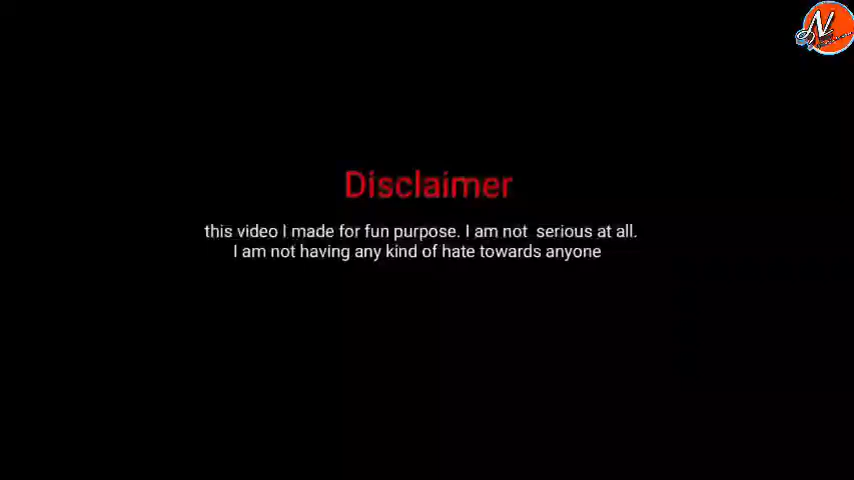 Disclaimer
this video I made for fun purpose. I am not serious at all.
I am not having any kind of hate towards anyone